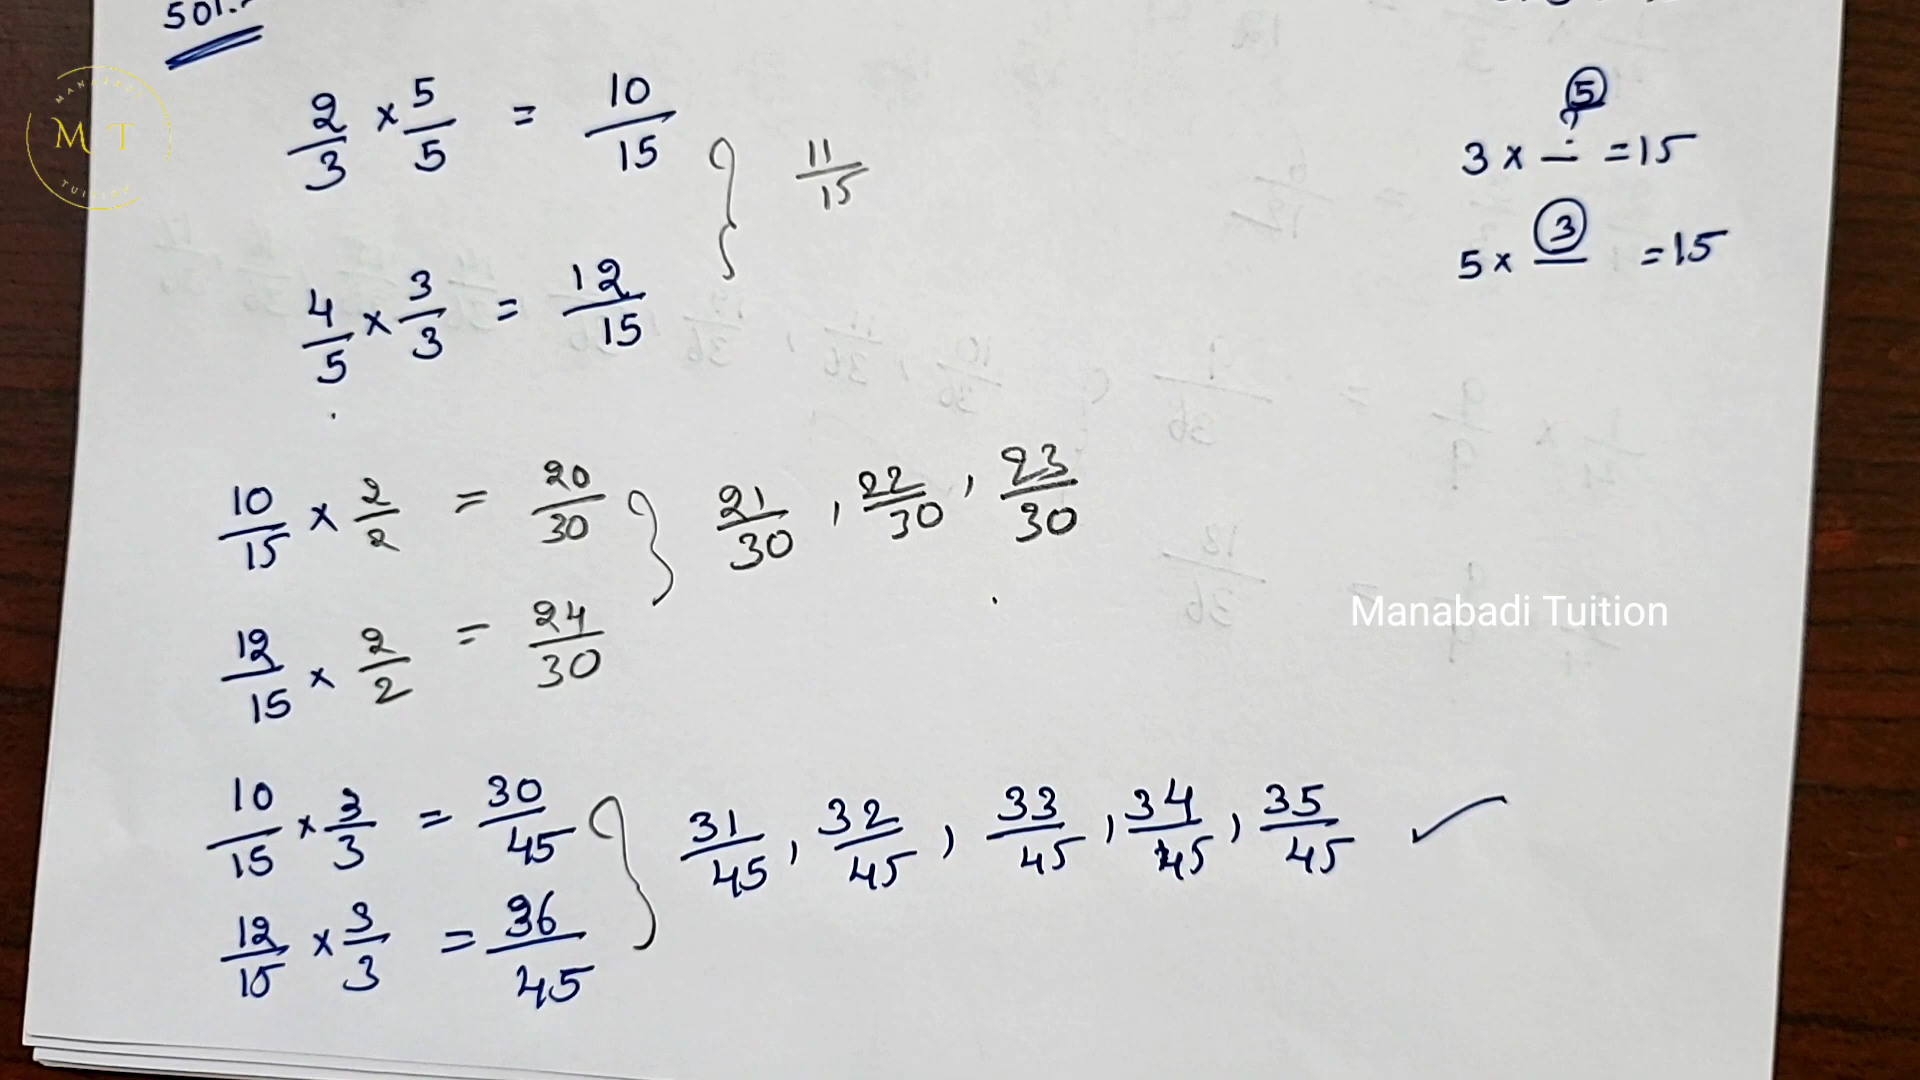 Sol:
MANABADI
M T
TUITION
2/3 × 5/5 = 10/15
11/15
4/5 × 3/3 = 12/15
3 × — = 15
5
5 × 3 = 15
10/15 × 2/2 = 20/30
21/30 , 22/30 , 23/30
12/15 × 2/2 = 24/30
Manabadi Tuition
10/15 × 3/3 = 30/45
31/45 , 32/45 , 33/45 , 34/45 , 35/45 ✓
12/15 × 3/3 = 36/45